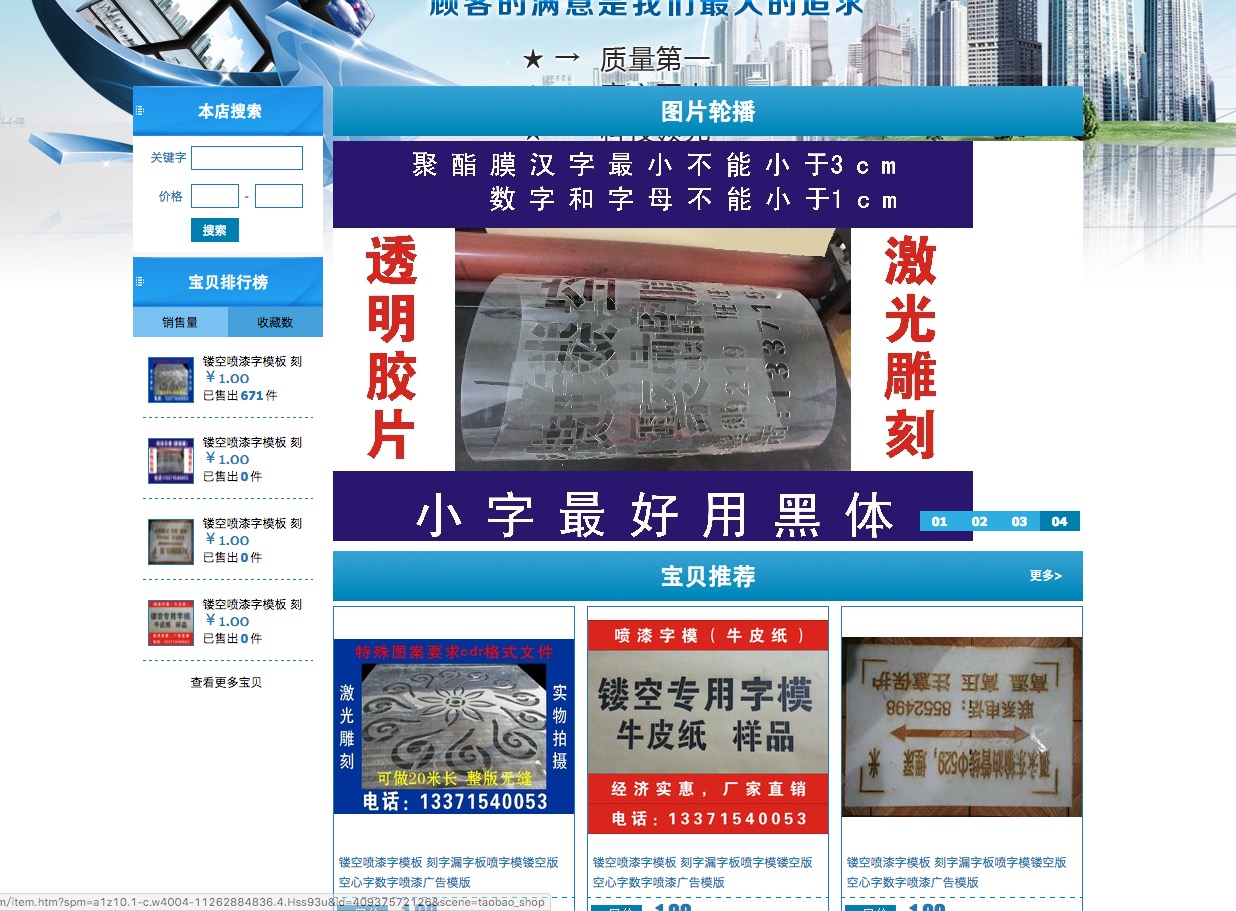 顾客的满意是我们最大的追求
★ → 质量第一
本店搜索
关键字
价格 -
搜索
宝贝排行榜
销售量 收藏数
镂空喷漆字模板 刻
¥1.00
已售出671件
镂空喷漆字模板 刻
¥1.00
已售出0件
镂空喷漆字模板 刻
¥1.00
已售出0件
镂空喷漆字模板 刻
¥1.00
已售出0件
查看更多宝贝
图片轮播
聚酯膜汉字最小不能小于3cm
数字和字母不能小于1cm
透明胶片
激光雕刻
小字最好用黑体
01 02 03 04
宝贝推荐
更多>
特殊图案要求cdr格式文件
激光雕刻
实物拍摄
可做20米长 整版无缝
电话：13371540053
镂空喷漆字模板 刻字漏字板喷字模镂空版
空心字数字喷漆广告模版
喷漆字模（牛皮纸）
镂空专用字模
牛皮纸 样品
经济实惠，厂家直销
电话：13371540053
镂空喷漆字模板 刻字漏字板喷字模镂空版
空心字数字喷漆广告模版
高温 高压 注意保护
联系电话：8552498
镂空喷漆字模板 刻字漏字板喷字模镂空版
空心字数字喷漆广告模版
m/item.htm?spm=a1z10.1-c.w4004-11262884836.4.Hss93u&id=40937572126&scene=taobao_shop